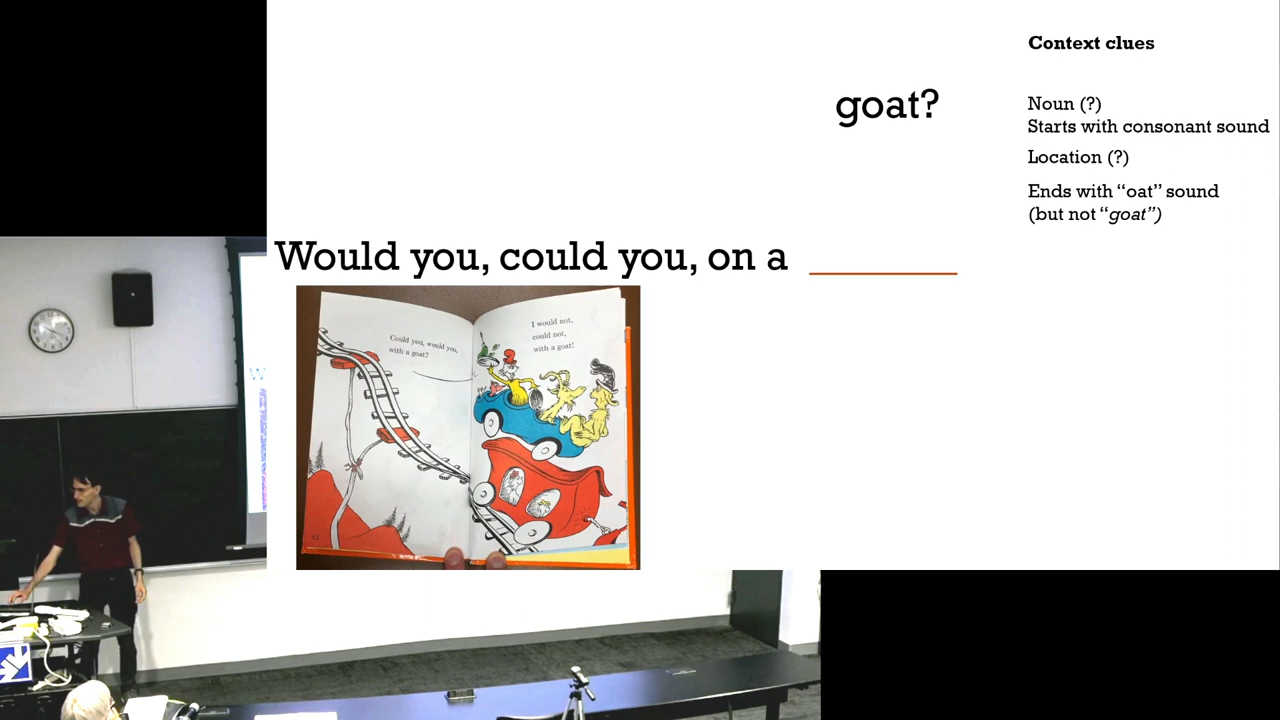 Context clues
goat?
Noun (?)
Starts with consonant sound
Location (?)
Ends with “oat” sound
(but not “goat”)
Would you, could you, on a
Could you, would you,
with a goat?
I would not,
could not,
with a goat!
42